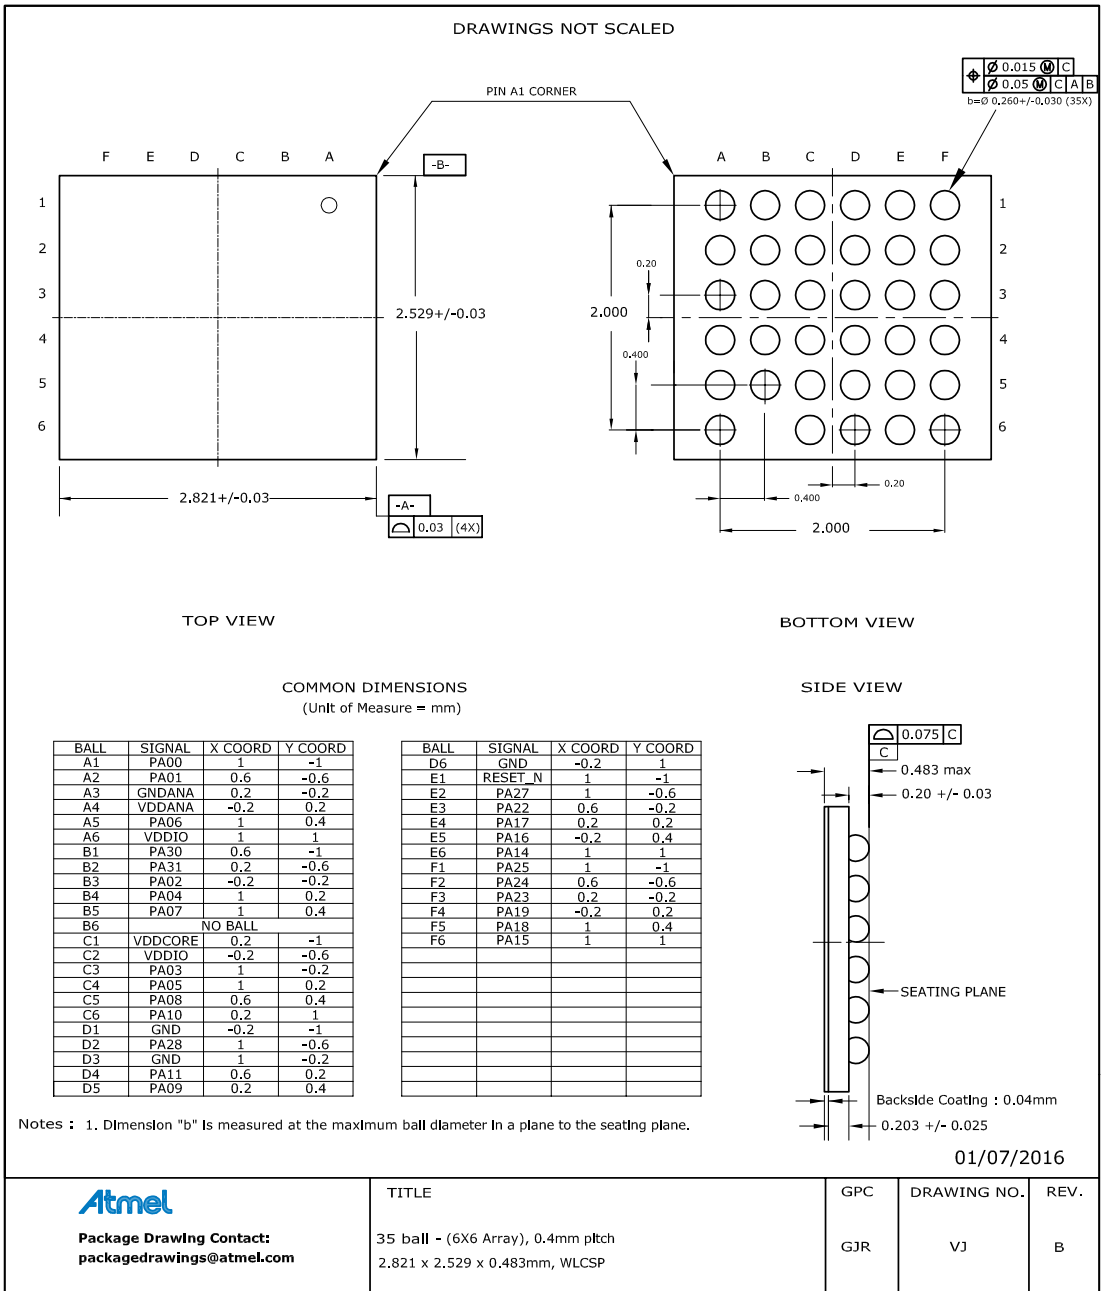 DRAWINGS NOT SCALED
Ø 0.015 Ⓜ C
Ø 0.05 Ⓜ C A B
b=Ø 0.260+/-0.030 (35X)
PIN A1 CORNER
F E D C B A
-B-
A B C D E F
1
2
3
4
5
6
2.529+/-0.03
2.821+/-0.03
-A-
0.03 (4X)
1
2
3
4
5
6
0.20
2.000
0.400
0.20
0.400
2.000
TOP VIEW
BOTTOM VIEW
COMMON DIMENSIONS
(Unit of Measure = mm)
SIDE VIEW
BALL SIGNAL X COORD Y COORD
A1 PA00 1 -1
A2 PA01 0.6 -0.6
A3 GNDANA 0.2 -0.2
A4 VDDANA -0.2 0.2
A5 PA06 1 0.4
A6 VDDIO 1 1
B1 PA30 0.6 -1
B2 PA31 0.2 -0.6
B3 PA02 -0.2 -0.2
B4 PA04 1 0.2
B5 PA07 1 0.4
B6 NO BALL
C1 VDDCORE 0.2 -1
C2 VDDIO -0.2 -0.6
C3 PA03 1 -0.2
C4 PA05 1 0.2
C5 PA08 0.6 0.4
C6 PA10 0.2 1
D1 GND -0.2 -1
D2 PA28 1 -0.6
D3 GND 1 -0.2
D4 PA11 0.6 0.2
D5 PA09 0.2 0.4
BALL SIGNAL X COORD Y COORD
D6 GND -0.2 1
E1 RESET_N 1 -1
E2 PA27 1 -0.6
E3 PA22 0.6 -0.2
E4 PA17 0.2 0.2
E5 PA16 -0.2 0.4
E6 PA14 1 1
F1 PA25 1 -1
F2 PA24 0.6 -0.6
F3 PA23 0.2 -0.2
F4 PA19 -0.2 0.2
F5 PA18 1 0.4
F6 PA15 1 1
0.075 C
C
0.483 max
0.20 +/- 0.03
SEATING PLANE
Backside Coating : 0.04mm
0.203 +/- 0.025
Notes : 1. Dimension "b" is measured at the maximum ball diameter in a plane to the seating plane.
01/07/2016
Atmel
Package Drawing Contact:
packagedrawings@atmel.com
TITLE
35 ball - (6X6 Array), 0.4mm pitch
2.821 x 2.529 x 0.483mm, WLCSP
GPC
GJR
DRAWING NO.
VJ
REV.
B